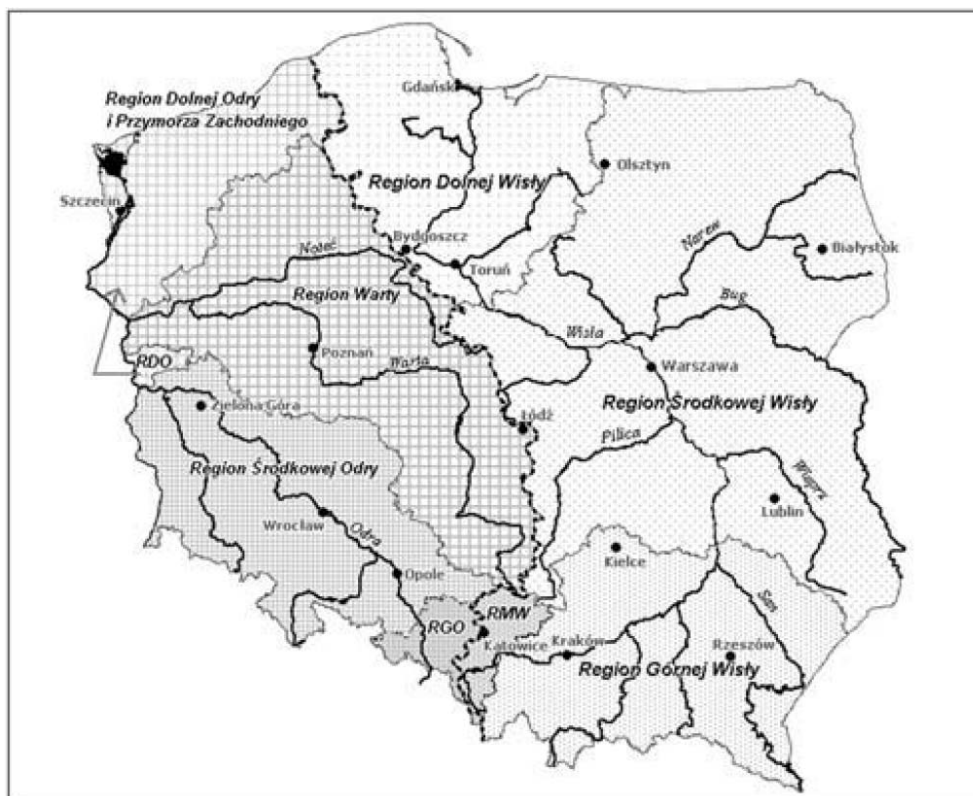 Gdańsk
Region Dolnej Odry
i Przymorza Zachodniego
Olsztyn
Region Dolnej Wisły
Szczecin
Bydgoszcz
Narew
Białystok
Noteć
Toruń
Region Warty
Bug
Wisła
RDO
Poznań
Warta
Warszawa
Zielona Góra
Region Środkowej Wisły
Łódź
Pilica
Region Środkowej Odry
Wieprz
Lublin
Wrocław
Odra
Kielce
Opole
San
RGO
RMW
Katowice
Kraków
Rzeszów
Region Górnej Wisły